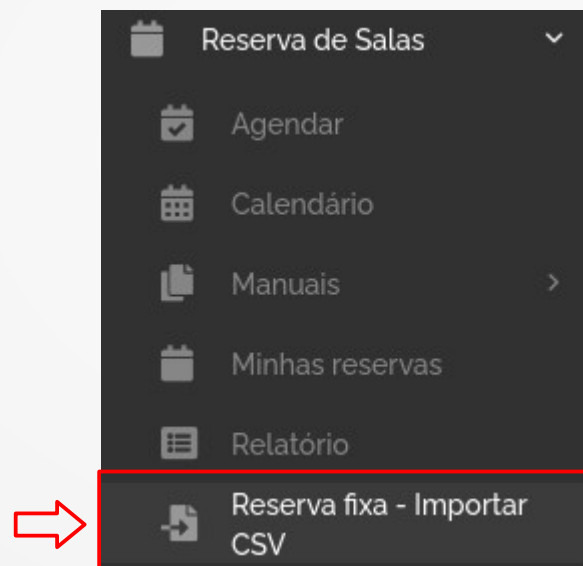 Reserva de Salas
Agendar
Calendário
Manuais
Minhas reservas
Relatório
Reserva fixa - Importar
CSV